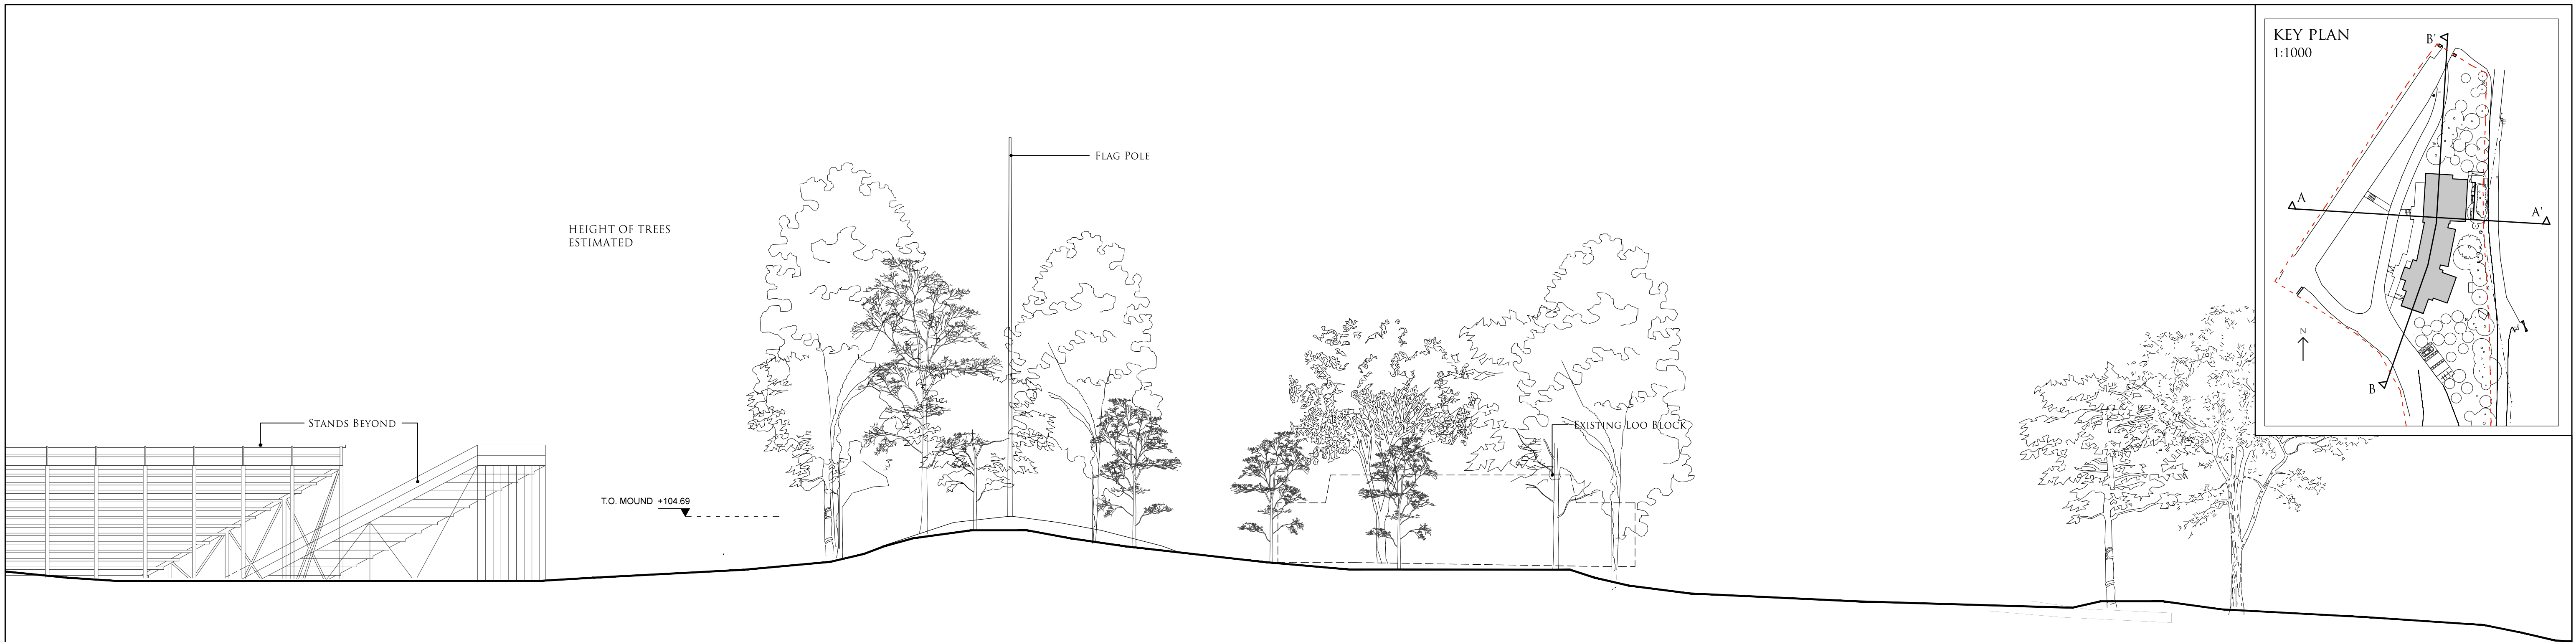 HEIGHT OF TREES
ESTIMATED
STANDS BEYOND
T.O. MOUND +104.69
FLAG POLE
EXISTING LOO BLOCK
KEY PLAN
1:1000
B'
A
A'
N
B